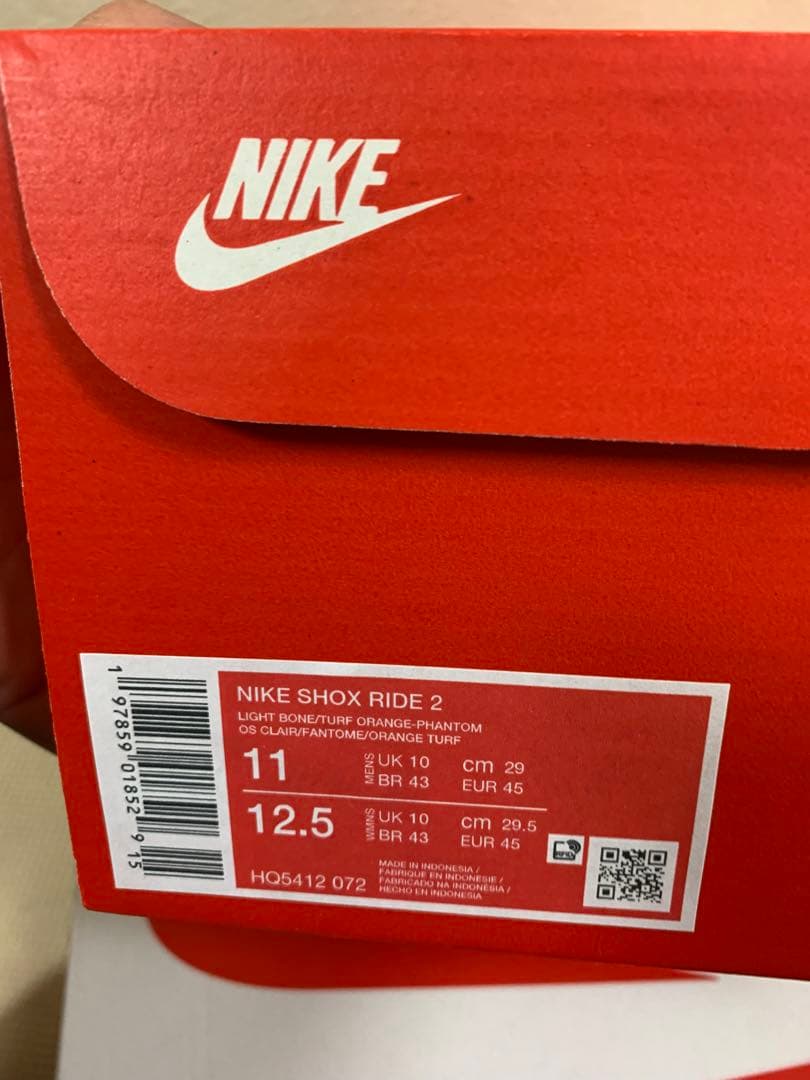 NIKE
NIKE SHOX RIDE 2
LIGHT BONE/TURF ORANGE-PHANTOM
OS CLAIR/FANTOME/ORANGE TURF
11 MENS UK 10 cm 29
BR 43 EUR 45
12.5 WMNS UK 10 cm 29.5
BR 43 EUR 45
HQ5412 072
MADE IN INDONESIA /
FABRIQUE EN INDONESIE /
FABRICADO NA INDONÉSIA /
HECHO EN INDONESIA
1 97859 01852 9 15